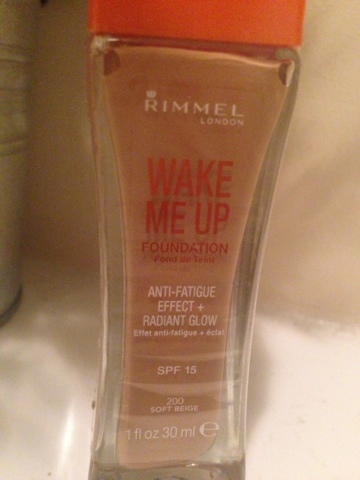 RIMMEL
LONDON
WAKE
ME UP
FOUNDATION
Fond de Teint
ANTI-FATIGUE
EFFECT +
RADIANT GLOW
Effet anti-fatigue + éclat
SPF 15
200
SOFT BEIGE
1 fl oz 30 ml e